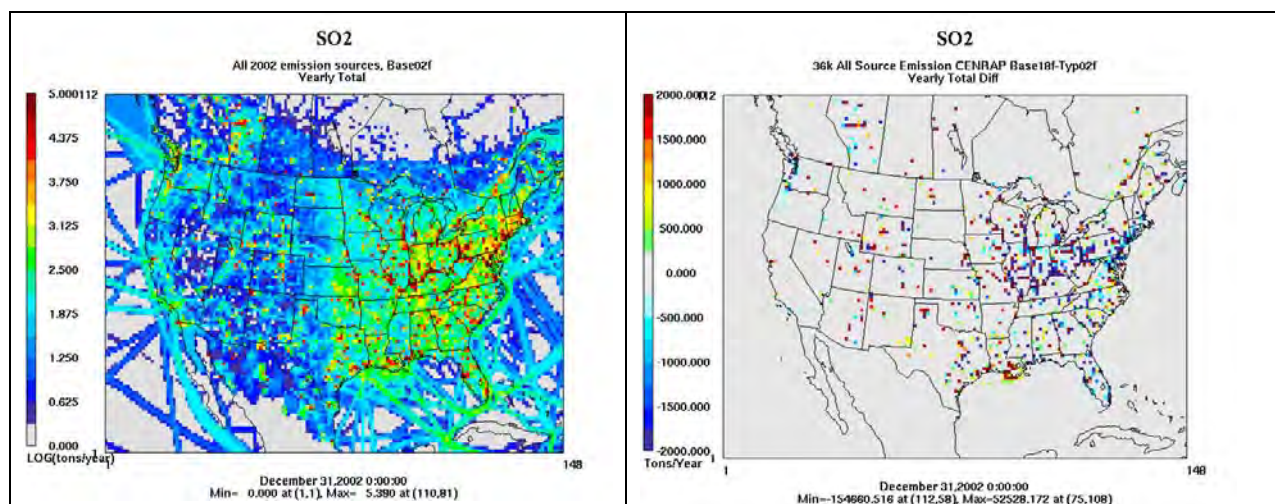 SO2
All 2002 emission sources, Base02f
Yearly Total
5.000
112
4.375
3.750
3.125
2.500
1.875
1.250
0.625
0.000
1
LOG(tons/year)
1
148
December 31,2002 0:00:00
Min= 0.000 at (1,1), Max= 5.390 at (110,81)
SO2
36k All Source Emission CENRAP Base18f-Typ02f
Yearly Total Diff
2000.000
112
1500.000
1000.000
500.000
0.000
-500.000
-1000.000
-1500.000
-2000.000
1
Tons/Year
1
148
December 31,2002 0:00:00
Min=-154660.516 at (112,58), Max=52528.172 at (75,108)